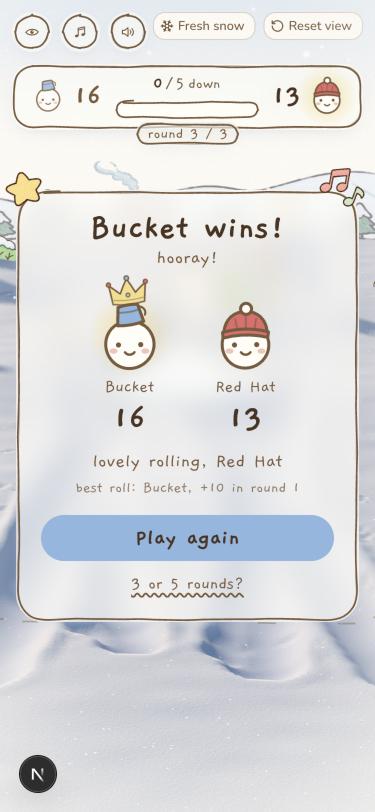 Fresh snow
Reset view
16
0/5 down
13
round 3 / 3
Bucket wins!
hooray!
Bucket
Red Hat
16
13
lovely rolling, Red Hat
best roll: Bucket, +10 in round 1
Play again
3 or 5 rounds?
N